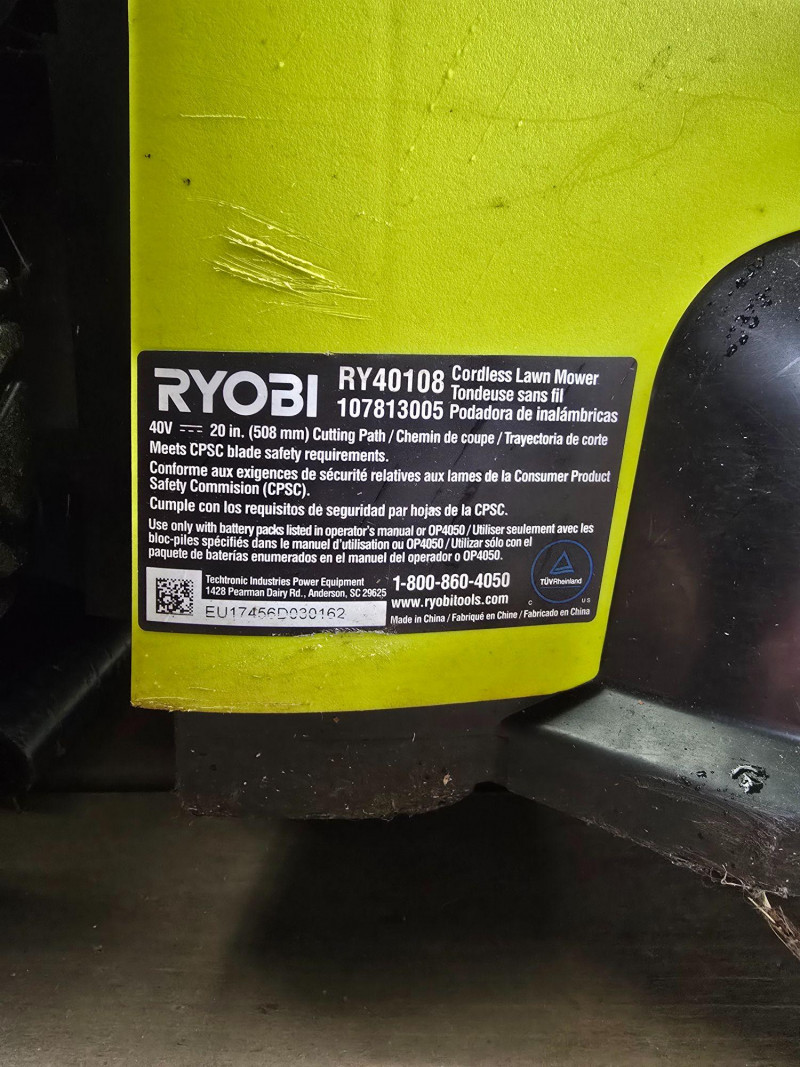 RYOBI
RY40108 Cordless Lawn Mower
Tondeuse sans fil
107813005 Podadora de inalámbricas
40V ⎓ 20 in. (508 mm) Cutting Path / Chemin de coupe / Trayectoria de corte
Meets CPSC blade safety requirements.
Conforme aux exigences de sécurité relatives aux lames de la Consumer Product
Safety Commision (CPSC).
Cumple con los requisitos de seguridad par hojas de la CPSC.
Use only with battery packs listed in operator's manual or OP4050 / Utiliser seulement avec les
bloc-piles spécifiés dans le manuel d'utilisation ou OP4050 / Utilizar sólo con el
paquete de baterías enumerados en el manual del operador o OP4050.
Techtronic Industries Power Equipment
1428 Pearman Dairy Rd., Anderson, SC 29625
EU17456D030162
1-800-860-4050
www.ryobitools.com
Made in China / Fabriqué en Chine / Fabricado en China
TÜVRheinland
C US